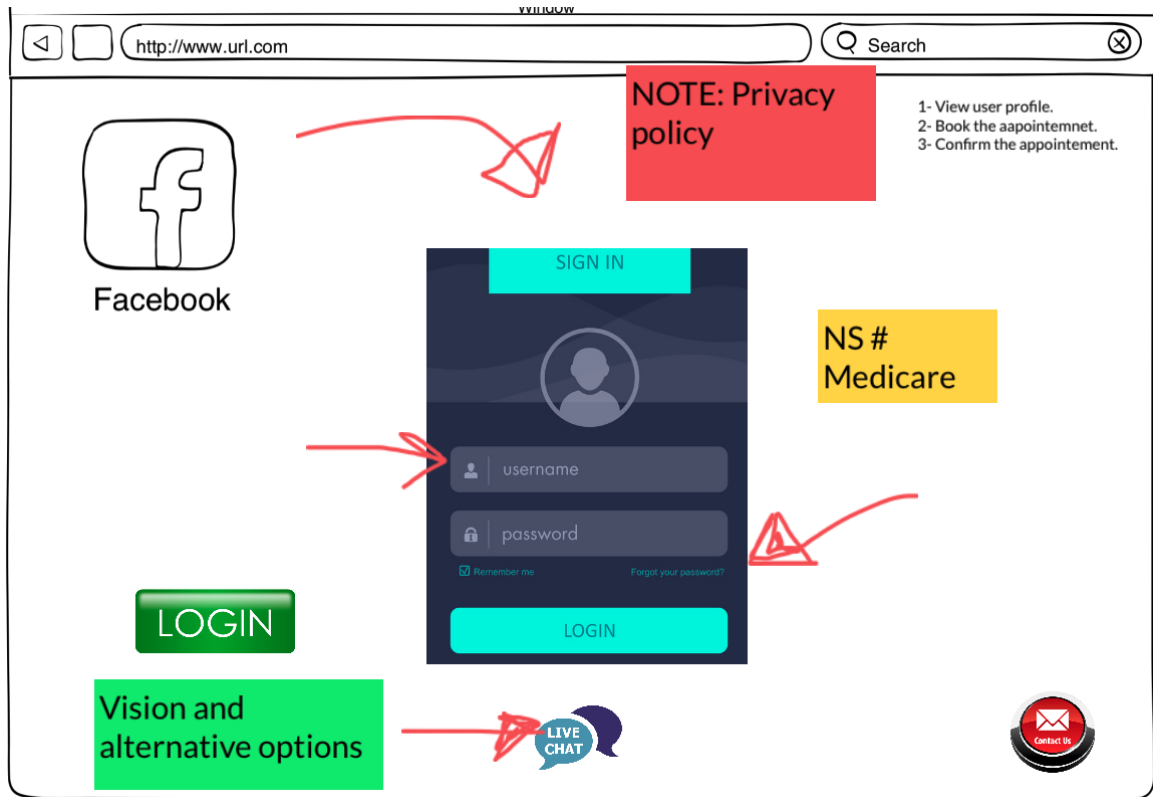 Window
http://www.url.com
Search
NOTE: Privacy
policy
1- View user profile.
2- Book the aapointemnet.
3- Confirm the appointement.
f
Facebook
SIGN IN
NS #
Medicare
username
password
Remember me
Forgot your password?
LOGIN
LOGIN
Vision and
alternative options
LIVE
CHAT
Contact Us